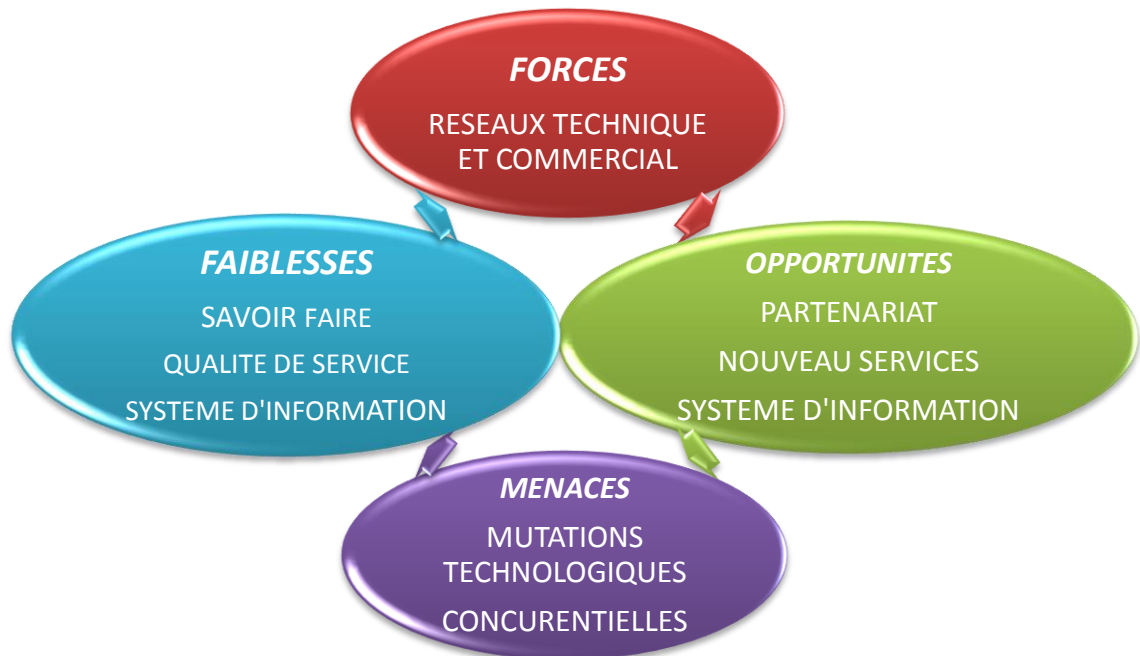 FORCES
RESEAUX TECHNIQUE
ET COMMERCIAL
FAIBLESSES
SAVOIR FAIRE
QUALITE DE SERVICE
SYSTEME D'INFORMATION
OPPORTUNITES
PARTENARIAT
NOUVEAU SERVICES
SYSTEME D'INFORMATION
MENACES
MUTATIONS
TECHNOLOGIQUES
CONCURENTIELLES